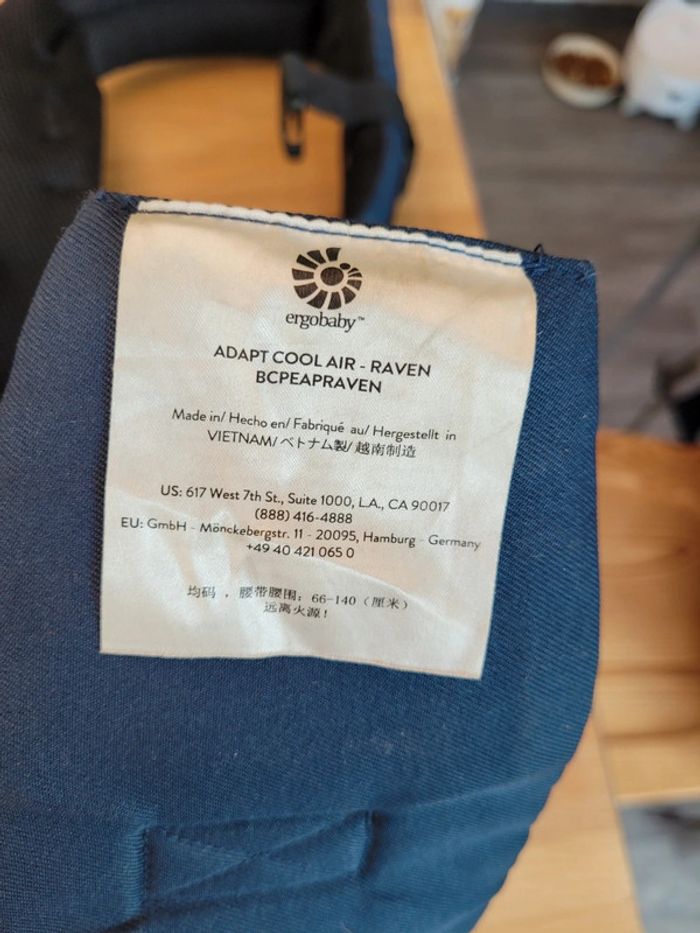 ergobaby™
ADAPT COOL AIR - RAVEN
BCPEAPRAVEN
Made in/ Hecho en/ Fabriqué au/ Hergestellt in
VIETNAM/ベトナム製/越南制造
US: 617 West 7th St., Suite 1000, L.A., CA 90017
(888) 416-4888
EU: GmbH - Mönckebergstr. 11 - 20095, Hamburg - Germany
+49 40 421 065 0
均码，腰带腰围：66-140（厘米）
远离火源！